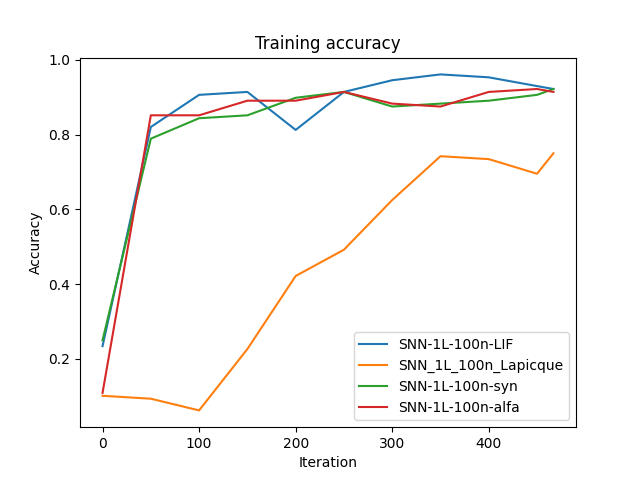 Training accuracy
1.0
0.8
0.6
0.4
0.2
Accuracy
0
100
200
300
400
Iteration
SNN-1L-100n-LIF
SNN_1L_100n_Lapicque
SNN-1L-100n-syn
SNN-1L-100n-alfa